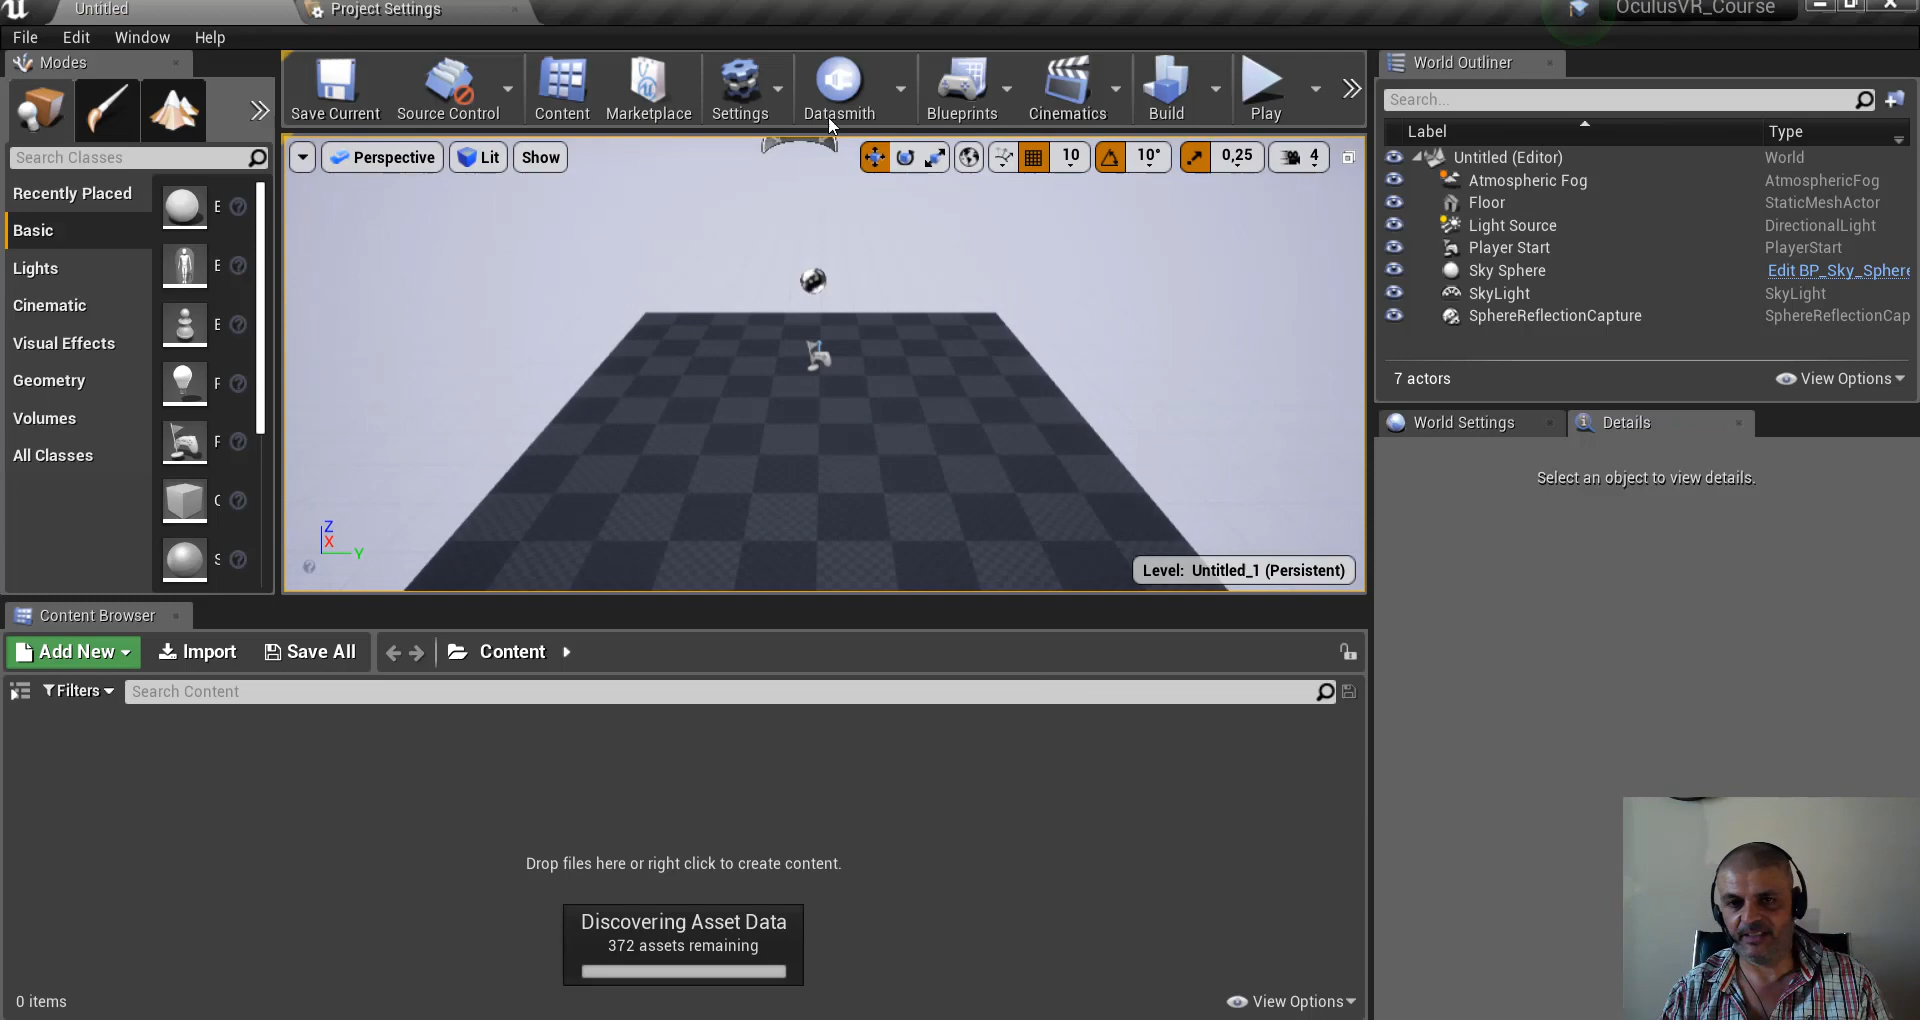 Untitled
Project Settings
OculusVR_Course
File Edit Window Help
Modes
Save Current
Source Control
Content
Marketplace
Settings
Datasmith
Blueprints
Cinematics
Build
Play
World Outliner
Search...
Label
Type
Search Classes
Recently Placed
Basic
Lights
Cinematic
Visual Effects
Geometry
Volumes
All Classes
E
E
E
F
F
C
S
Perspective
Lit
Show
10
10°
0,25
4
Z
X
Y
Level: Untitled_1 (Persistent)
Untitled (Editor) World
Atmospheric Fog AtmosphericFog
Floor StaticMeshActor
Light Source DirectionalLight
Player Start PlayerStart
Sky Sphere Edit BP_Sky_Sphere
SkyLight SkyLight
SphereReflectionCapture SphereReflectionCap
7 actors
View Options
World Settings
Details
Select an object to view details.
Content Browser
Add New
Import
Save All
Content
Filters
Search Content
Drop files here or right click to create content.
Discovering Asset Data
372 assets remaining
0 items
View Options